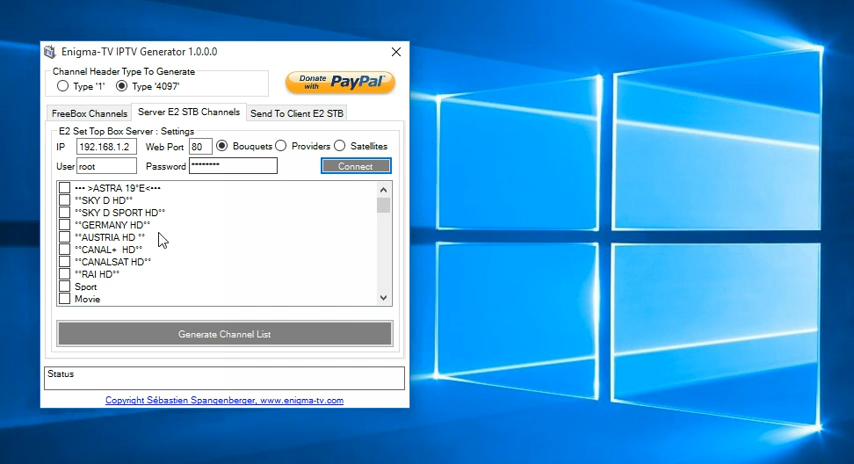 Enigma-TV IPTV Generator 1.0.0.0
Channel Header Type To Generate
Type '1' Type '4097'
Donate with PayPal
FreeBox Channels Server E2 STB Channels Send To Client E2 STB
E2 Set Top Box Server : Settings
IP 192.168.1.2 Web Port 80 Bouquets Providers Satellites
User root Password ******** Connect
••• >ASTRA 19°E<•••
**SKY D HD**
**SKY D SPORT HD**
**GERMANY HD**
**AUSTRIA HD **
**CANAL+ HD**
**CANALSAT HD**
**RAI HD**
Sport
Movie
Generate Channel List
Status
Copyright Sébastien Spangenberger, www.enigma-tv.com